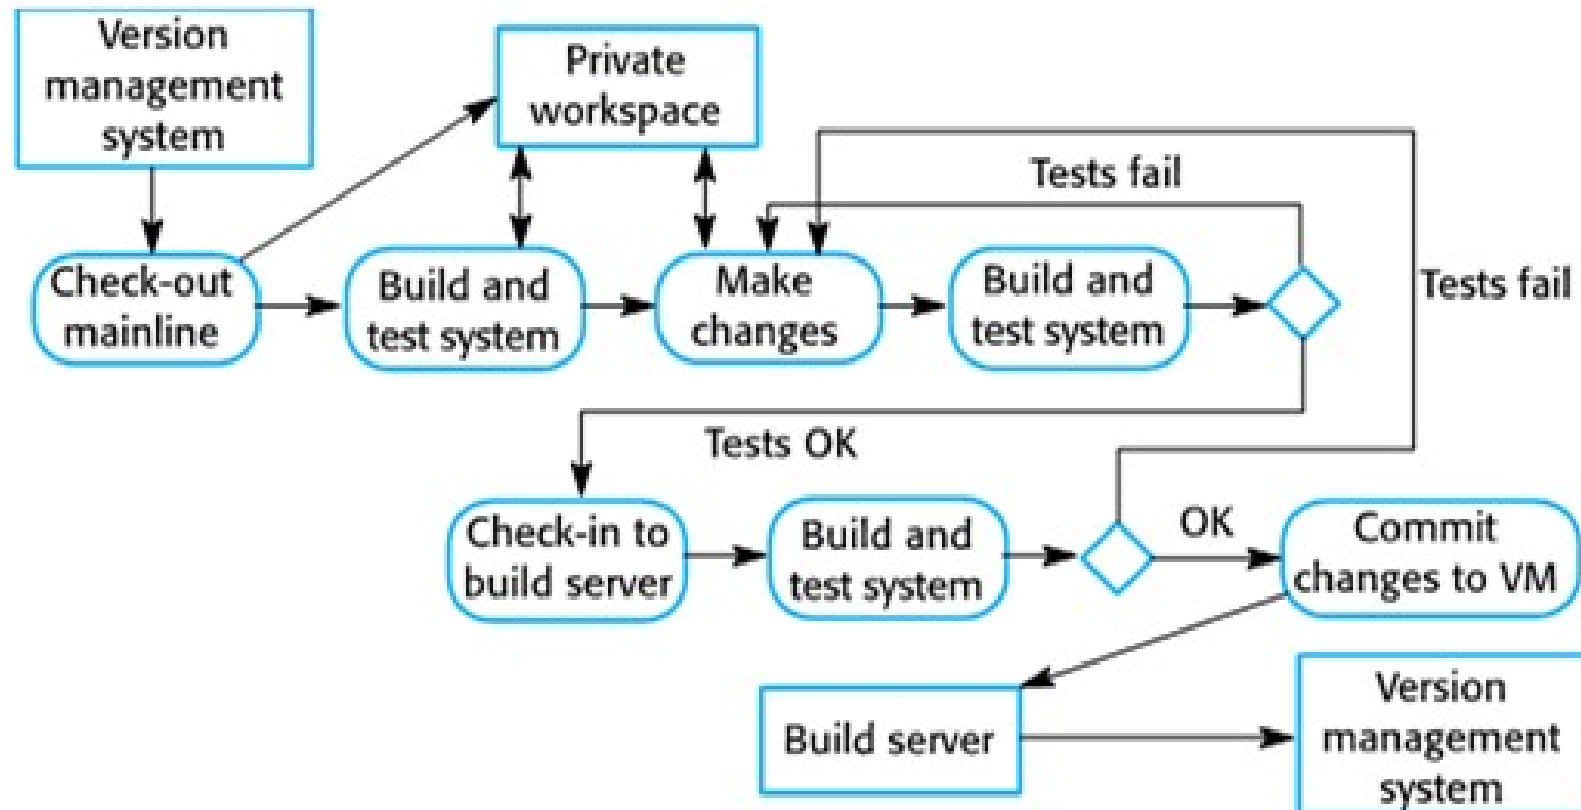 Version
management
system
Private
workspace
Tests fail
Check-out
mainline
Build and
test system
Make
changes
Build and
test system
Tests fail
Tests OK
Check-in to
build server
Build and
test system
OK
Commit
changes to VM
Build server
Version
management
system